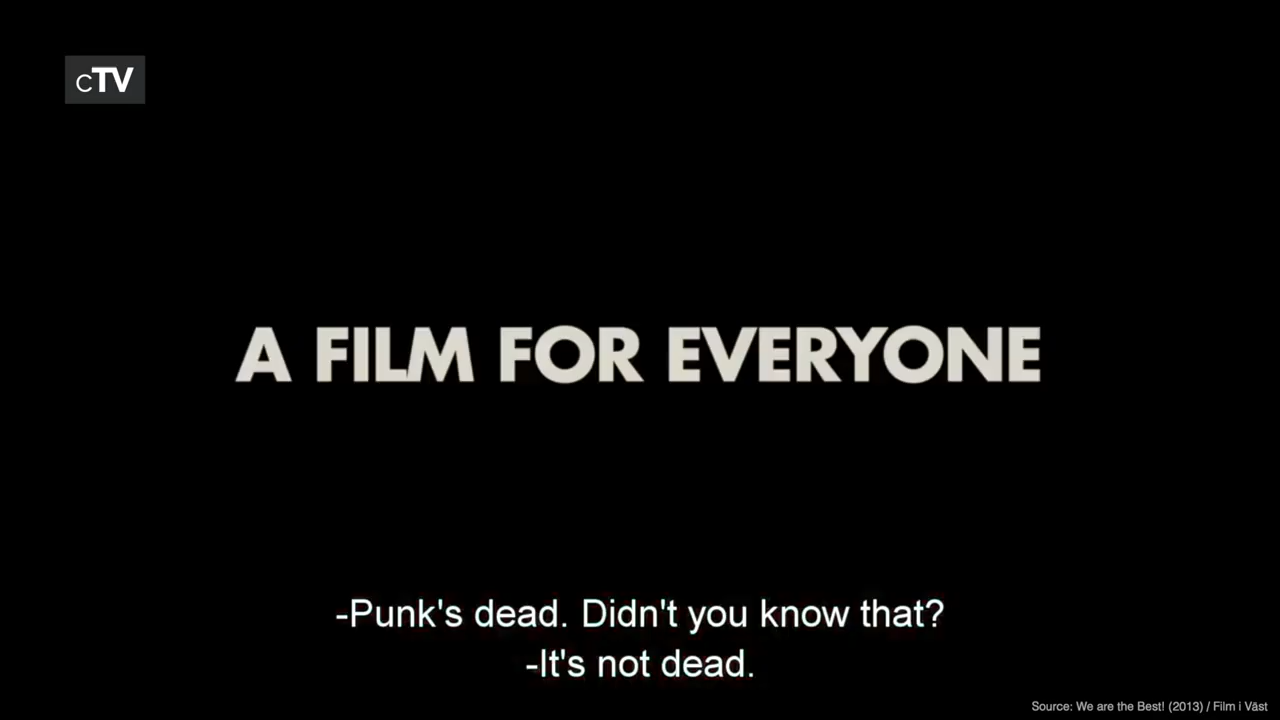 cTV
A FILM FOR EVERYONE
-Punk's dead. Didn't you know that?
-It's not dead.
Source: We are the Best! (2013) / Film i Väst